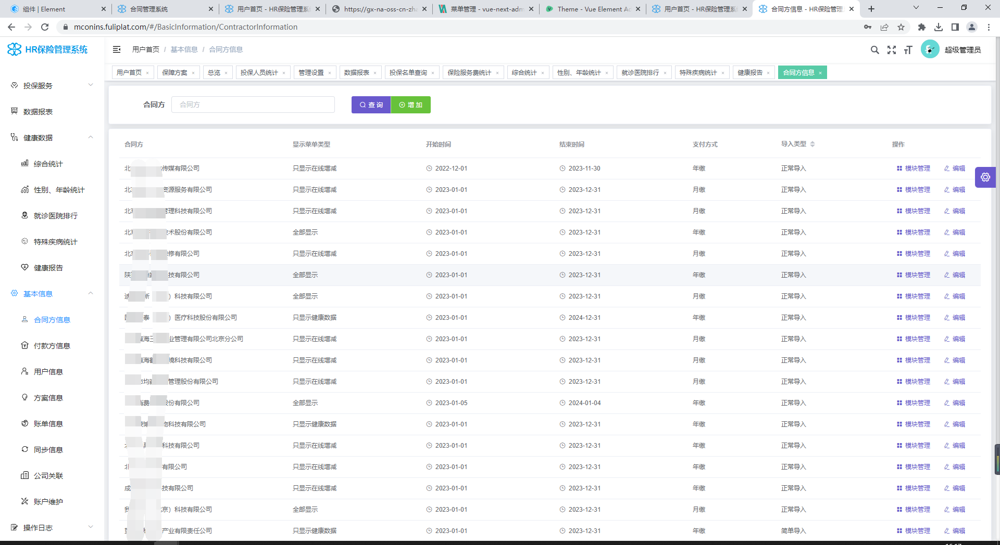 组件 | Element
合同管理系统
用户首页 - HR保险管理系
https://gx-na-oss-cn-zha
菜单管理 - vue-next-adm
Theme - Vue Element Ad
用户首页 - HR保险管理系
合同方信息 - HR保险管理
mconins.fuliplat.com/#/BasicInformation/ContractorInformation
HR保险管理系统
用户首页 / 基本信息 / 合同方信息
超级管理员
用户首页 × 保障方案 × 总览 × 投保人员统计 × 管理设置 × 数据报表 × 投保名单查询 × 保险服务费统计 × 综合统计 × 性别、年龄统计 × 就诊医院排行 × 特殊疾病统计 × 健康报告 × 合同方信息 ×
投保服务
数据报表
健康数据
综合统计
性别、年龄统计
就诊医院排行
特殊疾病统计
健康报告
基本信息
合同方信息
付款方信息
用户信息
方案信息
账单信息
同步信息
公司关联
账户维护
操作日志
合同方 合同方 查询 增加
合同方 显示菜单类型 开始时间 结束时间 支付方式 导入类型 操作
北 传媒有限公司 只显示在线增减 2022-12-01 2023-11-30 年缴 正常导入 模块管理 编辑
北 资源服务有限公司 只显示在线增减 2023-01-01 2023-12-31 月缴 正常导入 模块管理 编辑
北 管理科技有限公司 只显示在线增减 2023-01-01 2023-12-31 月缴 正常导入 模块管理 编辑
北 技术股份有限公司 全部显示 2023-01-01 2023-12-31 年缴 正常导入 模块管理 编辑
北 修有限公司 只显示在线增减 2023-01-01 2023-12-31 月缴 正常导入 模块管理 编辑
陕 技有限公司 全部显示 2023-01-01 2023-12-31 年缴 正常导入 模块管理 编辑
迪 斯 ）科技有限公司 全部显示 2023-01-01 2023-12-31 月缴 正常导入 模块管理 编辑
泰 ）医疗科技股份有限公司 只显示健康数据 2023-01-01 2024-12-31 年缴 正常导入 模块管理 编辑
海三 业管理有限公司北京分公司 只显示在线增减 2023-01-01 2023-12-31 月缴 正常导入 模块管理 编辑
海 境科技有限公司 只显示在线增减 2023-01-01 2023-12-31 月缴 正常导入 模块管理 编辑
均 管理股份有限公司 只显示在线增减 2023-01-01 2023-12-31 月缴 正常导入 模块管理 编辑
消费 股份有限公司 全部显示 2023-01-05 2024-01-04 年缴 正常导入 模块管理 编辑
博 物科技有限公司 只显示健康数据 2023-01-01 2023-12-31 年缴 正常导入 模块管理 编辑
科技有限公司 只显示在线增减 2023-01-01 2023-12-31 年缴 正常导入 模块管理 编辑
北 有限公司 只显示在线增减 2023-01-01 2023-12-31 年缴 正常导入 模块管理 编辑
成 技有限公司 只显示在线增减 2023-01-01 2023-12-31 年缴 正常导入 模块管理 编辑
我 京）科技有限公司 全部显示 2023-01-01 2023-12-31 月缴 正常导入 模块管理 编辑
产业有限责任公司 只显示健康数据 2023-01-01 2023-12-31 年缴 简单导入 模块管理 编辑